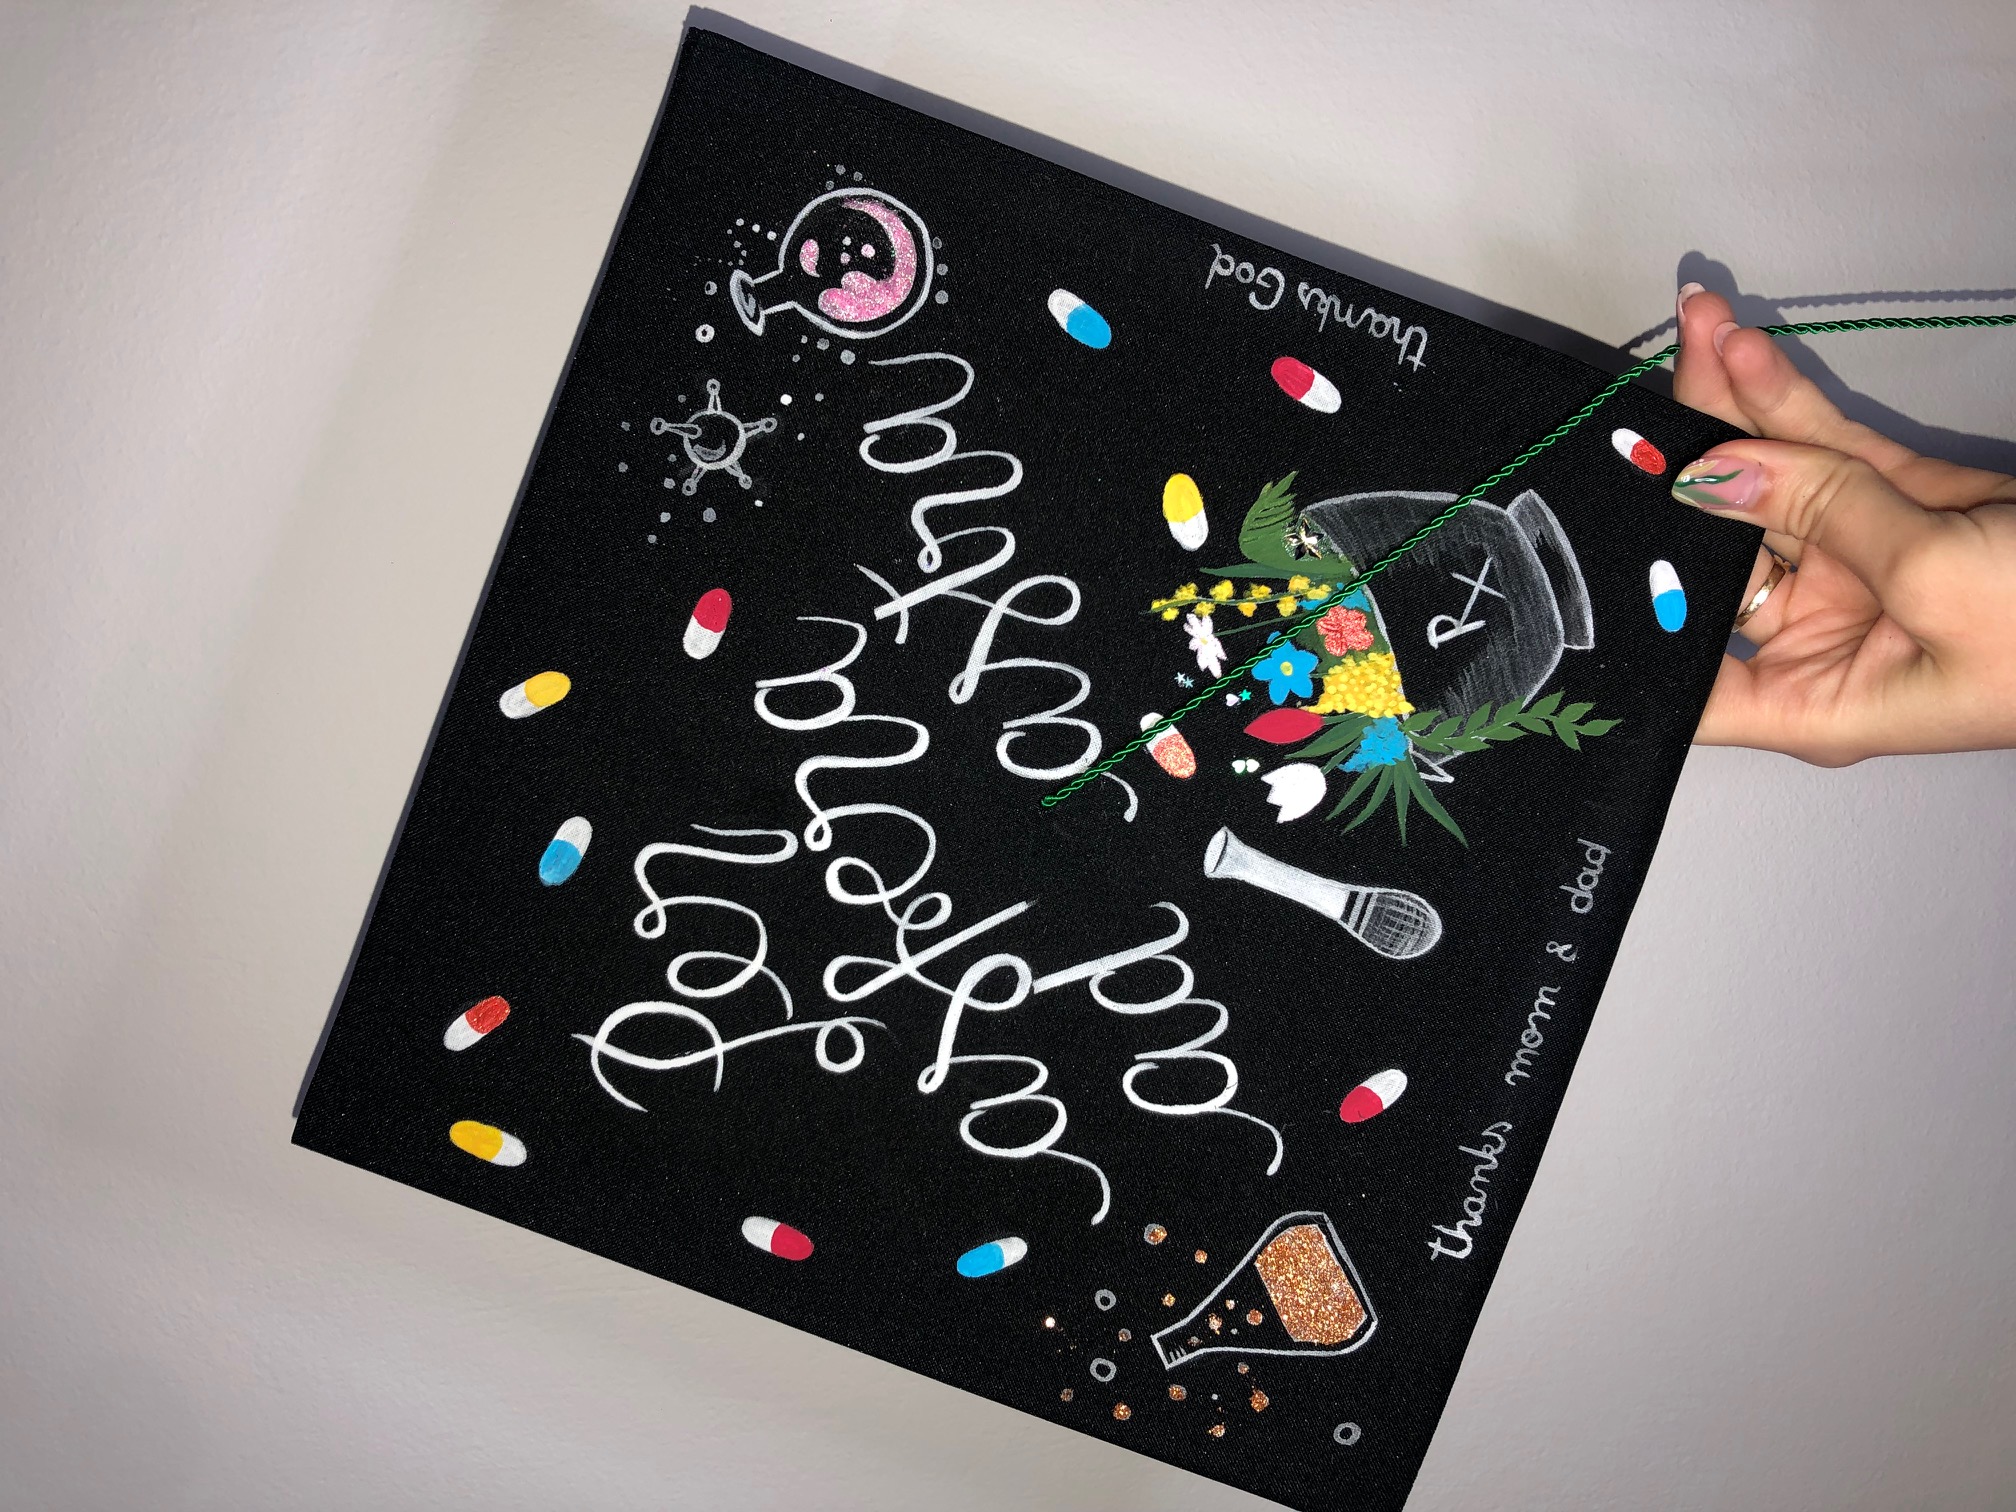 Per
aspera
ad astra
Rx
thanks mom & dad
thanks God